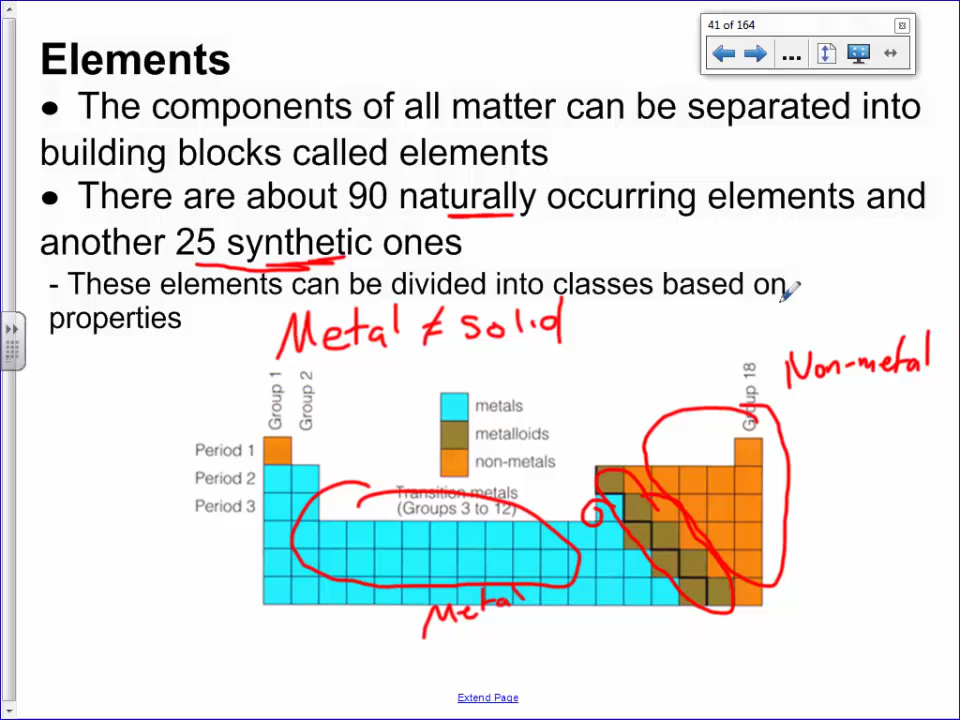 41 of 164
...
Elements
● The components of all matter can be separated into
building blocks called elements
● There are about 90 naturally occurring elements and
another 25 synthetic ones
- These elements can be divided into classes based on
properties
Metal ≠ solid
Non-metal
Group 1
Group 2
Group 18
metals
metalloids
non-metals
Period 1
Period 2
Period 3
Transition metals
(Groups 3 to 12)
Metal
Extend Page